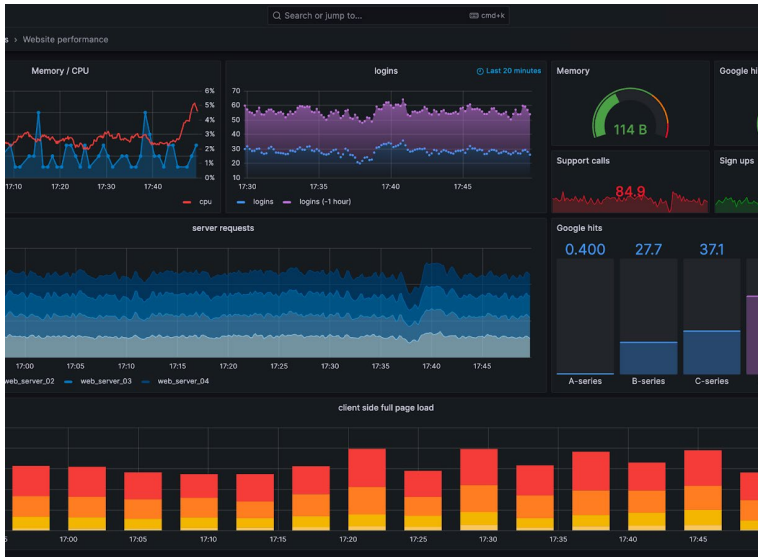 Search or jump to... cmd+k
s > Website performance
Memory / CPU
6%
5%
4%
3%
2%
1%
0%
17:10 17:20 17:30 17:40
cpu
logins
Last 20 minutes
70
60
50
40
30
20
10
17:30 17:35 17:40 17:45
logins logins (-1 hour)
Memory
114 B
Google hi
Support calls
84.9
Sign ups
server requests
17:00 17:05 17:10 17:15 17:20 17:25 17:30 17:35 17:40 17:45
web_server_02 web_server_03 web_server_04
Google hits
0.400 27.7 37.1
A-series B-series C-series
client side full page load
5 17:00 17:05 17:10 17:15 17:20 17:25 17:30 17:35 17:40 17:45